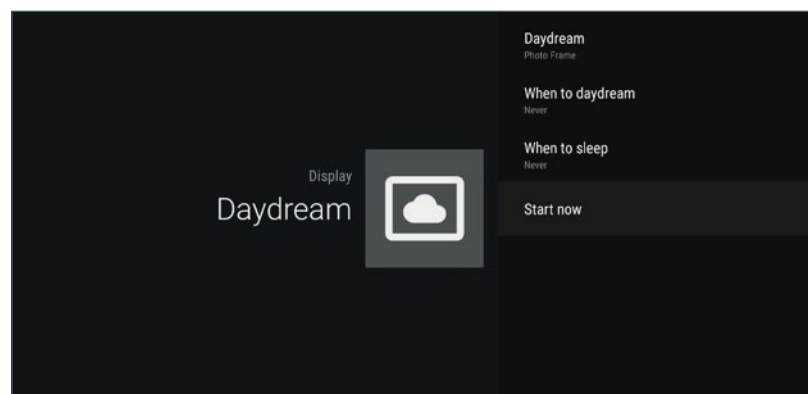 Display
Daydream
Daydream
Photo Frame
When to daydream
Never
When to sleep
Never
Start now